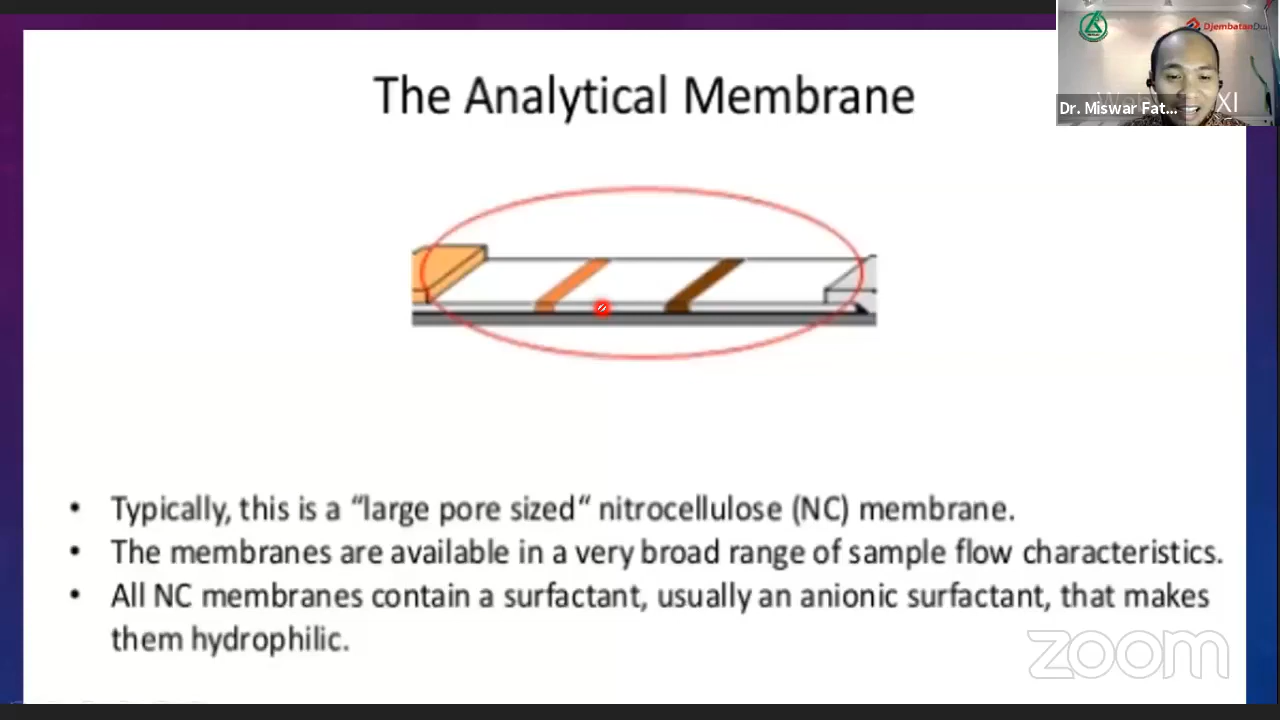 The Analytical Membrane
DjembatanDu
XI
Dr. Miswar Fat...
• Typically, this is a “large pore sized“ nitrocellulose (NC) membrane.
• The membranes are available in a very broad range of sample flow characteristics.
• All NC membranes contain a surfactant, usually an anionic surfactant, that makes
them hydrophilic.
zoom